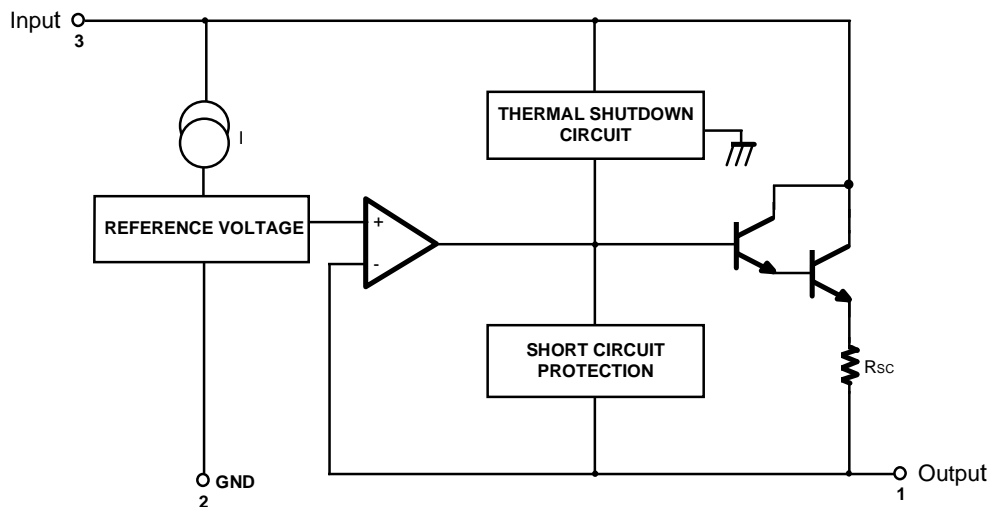 Input
3
THERMAL SHUTDOWN
CIRCUIT
I
REFERENCE VOLTAGE
+
-
SHORT CIRCUIT
PROTECTION
RSC
GND
2
Output
1